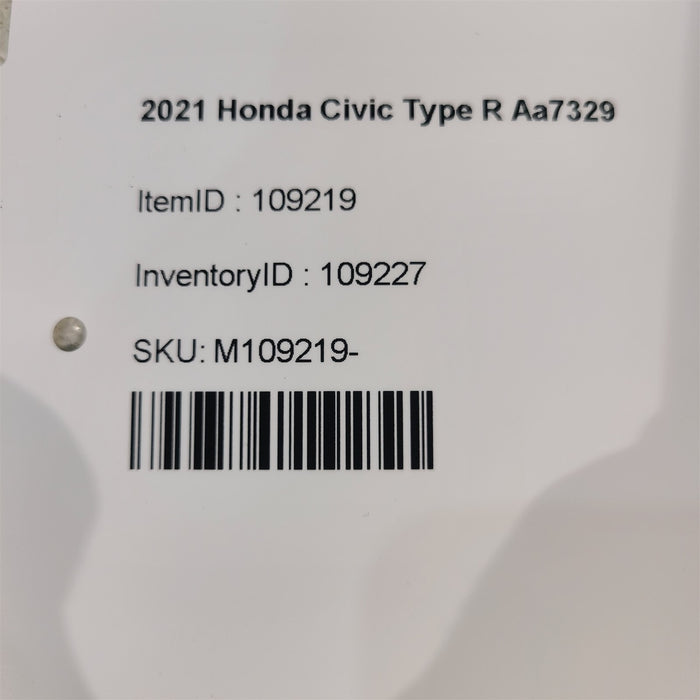 2021 Honda Civic Type R Aa7329
ItemID : 109219
InventoryID : 109227
SKU: M109219-